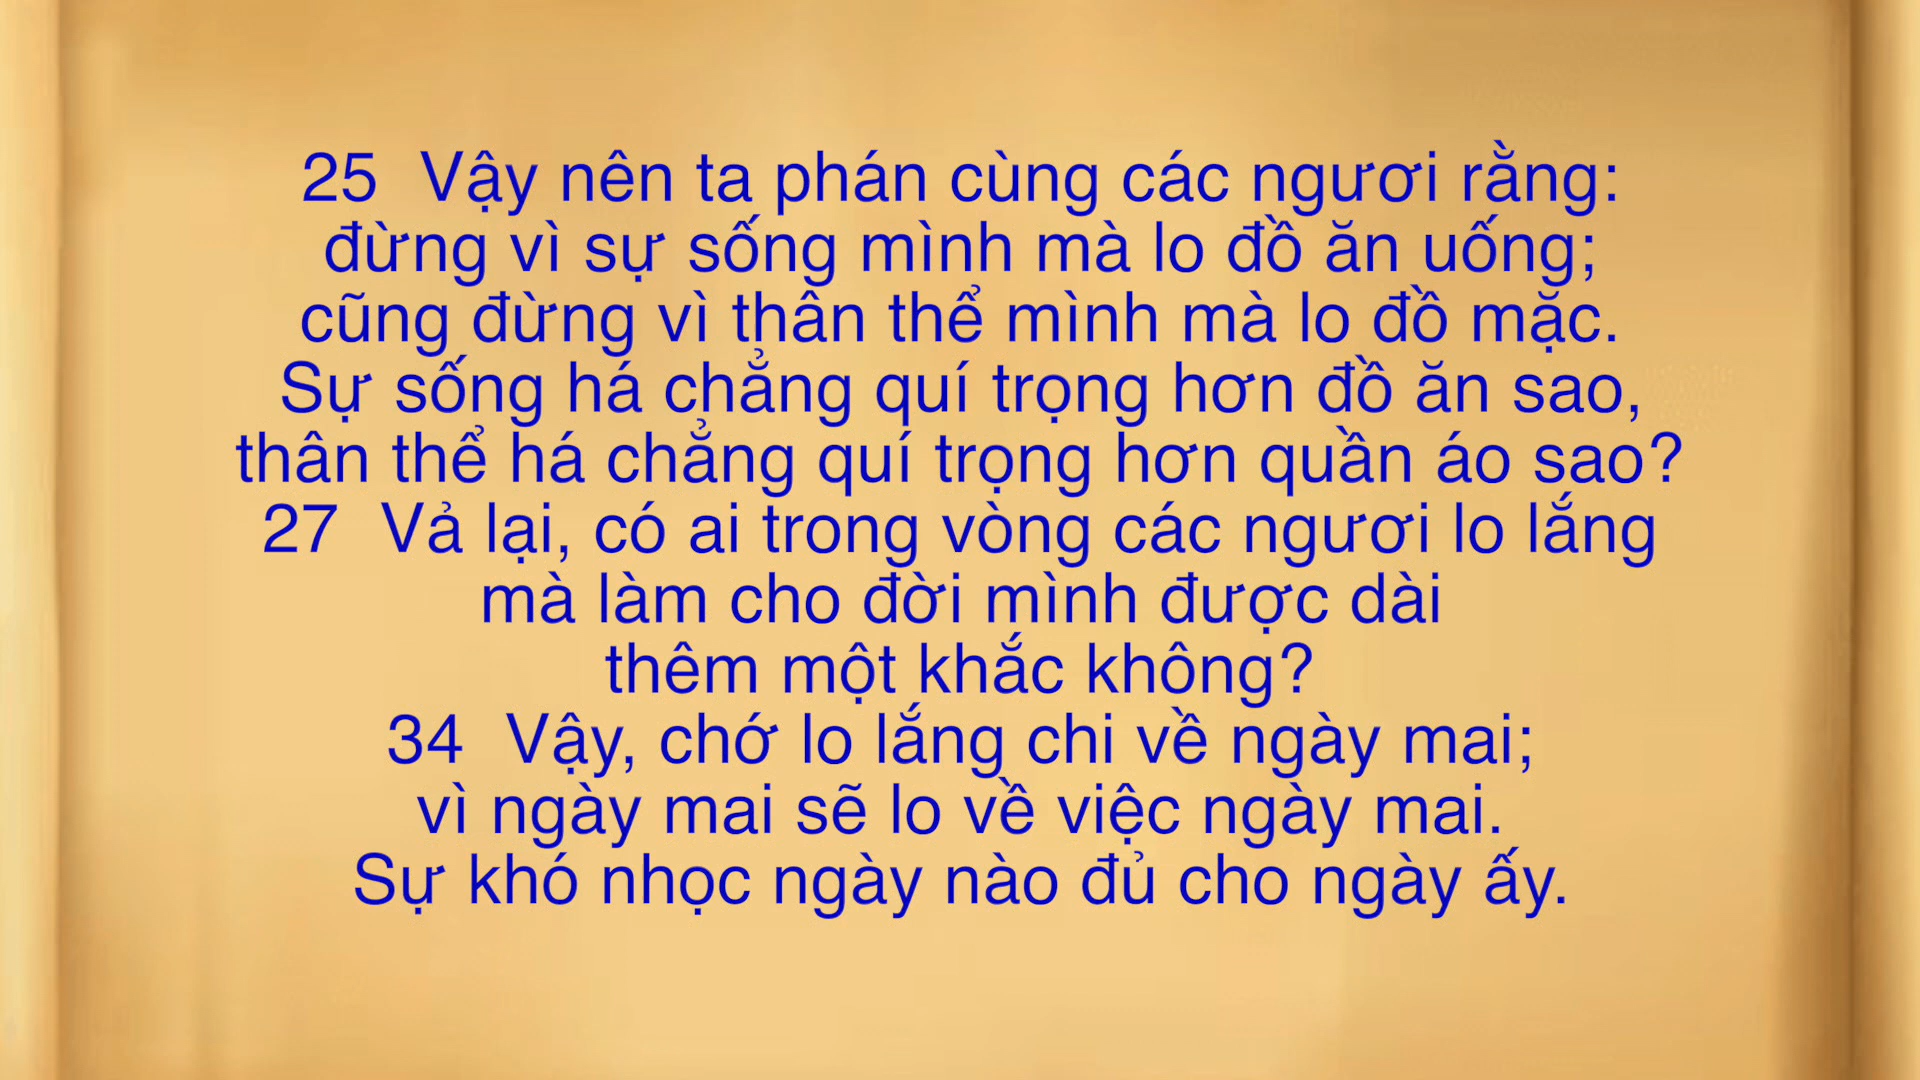 25  Vậy nên ta phán cùng các ngươi rằng:
đừng vì sự sống mình mà lo đồ ăn uống;
cũng đừng vì thân thể mình mà lo đồ mặc.
Sự sống há chẳng quí trọng hơn đồ ăn sao,
thân thể há chẳng quí trọng hơn quần áo sao?
27  Vả lại, có ai trong vòng các ngươi lo lắng
mà làm cho đời mình được dài
thêm một khắc không?
34  Vậy, chớ lo lắng chi về ngày mai;
vì ngày mai sẽ lo về việc ngày mai.
Sự khó nhọc ngày nào đủ cho ngày ấy.